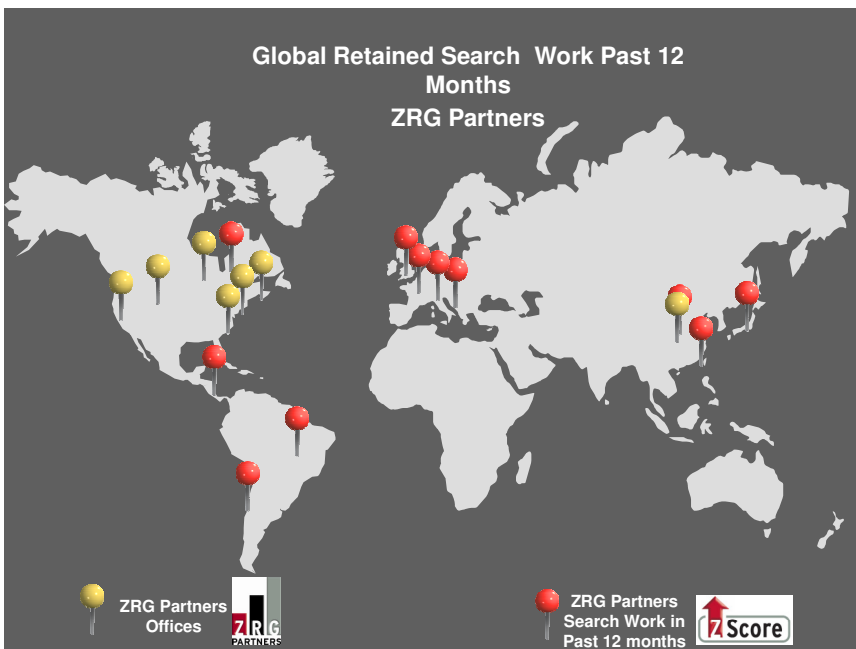 Global Retained Search Work Past 12
Months
ZRG Partners
ZRG Partners
Offices
Z R G
PARTNERS
ZRG Partners
Search Work in
Past 12 months
Z Score